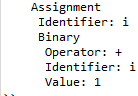 Assignment
Identifier: i
Binary
Operator: +
Identifier: i
Value: 1